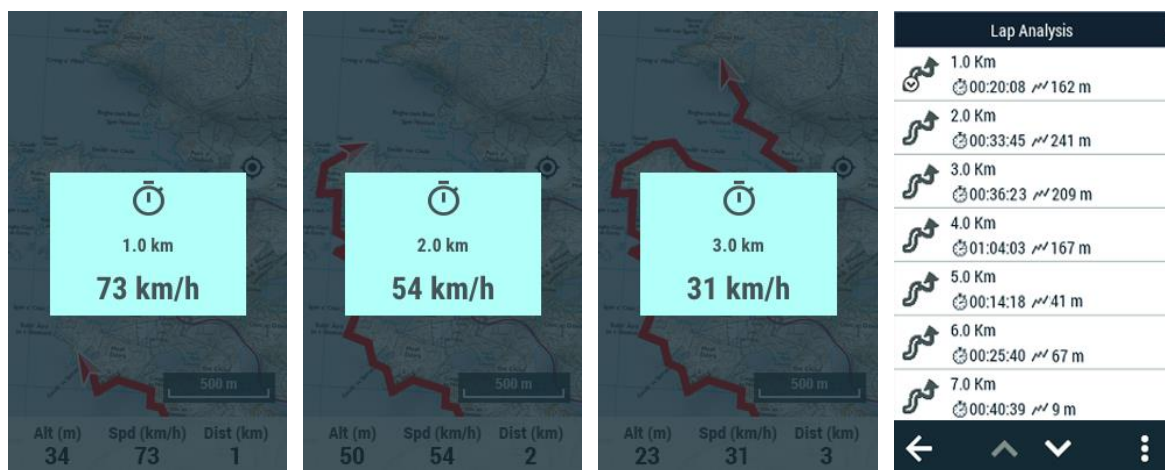 1.0 km
73 km/h
500 m
Alt (m) Spd (km/h) Dist (km)
34 73 1
2.0 km
54 km/h
500 m
Alt (m) Spd (km/h) Dist (km)
50 54 2
3.0 km
31 km/h
500 m
Alt (m) Spd (km/h) Dist (km)
23 31 3
Lap Analysis
1.0 Km
00:20:08 162 m
2.0 Km
00:33:45 241 m
3.0 Km
00:36:23 209 m
4.0 Km
01:04:03 167 m
5.0 Km
00:14:18 41 m
6.0 Km
00:25:40 67 m
7.0 Km
00:40:39 9 m